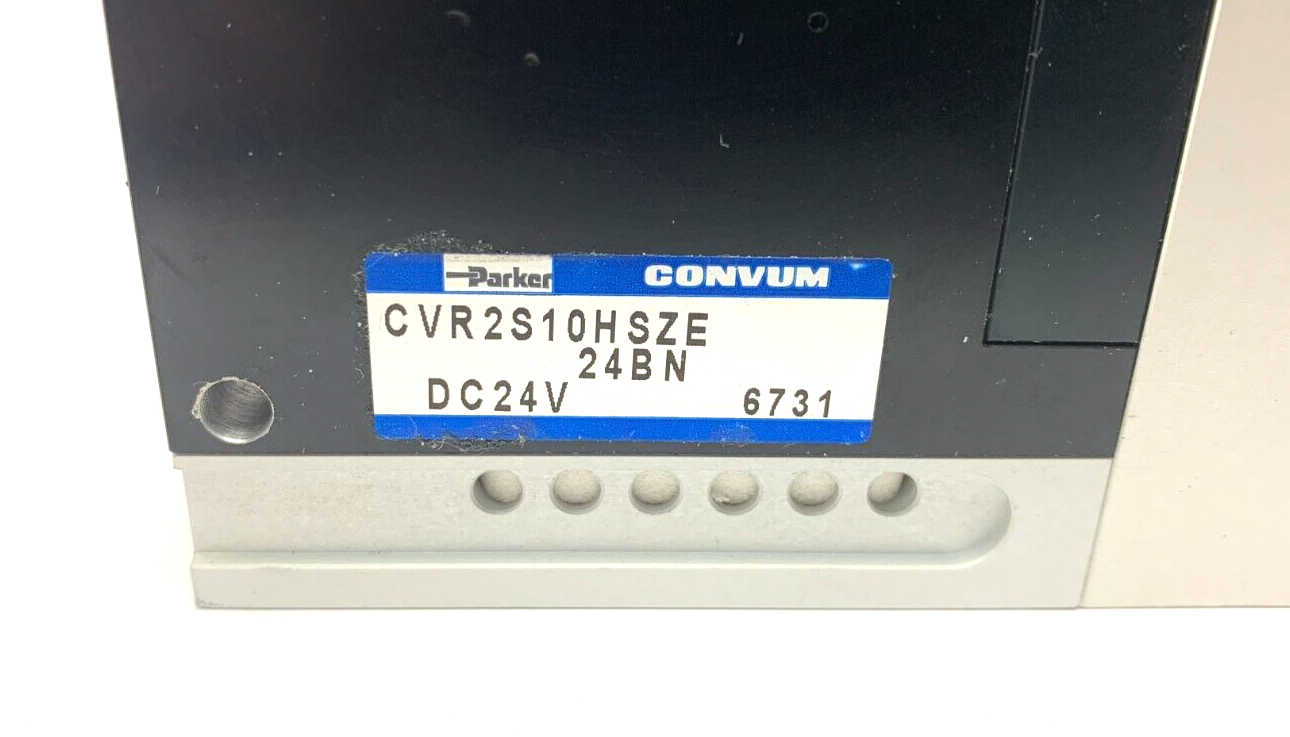 Parker CONVUM
CVR2S10HSZE
24BN
DC24V 6731